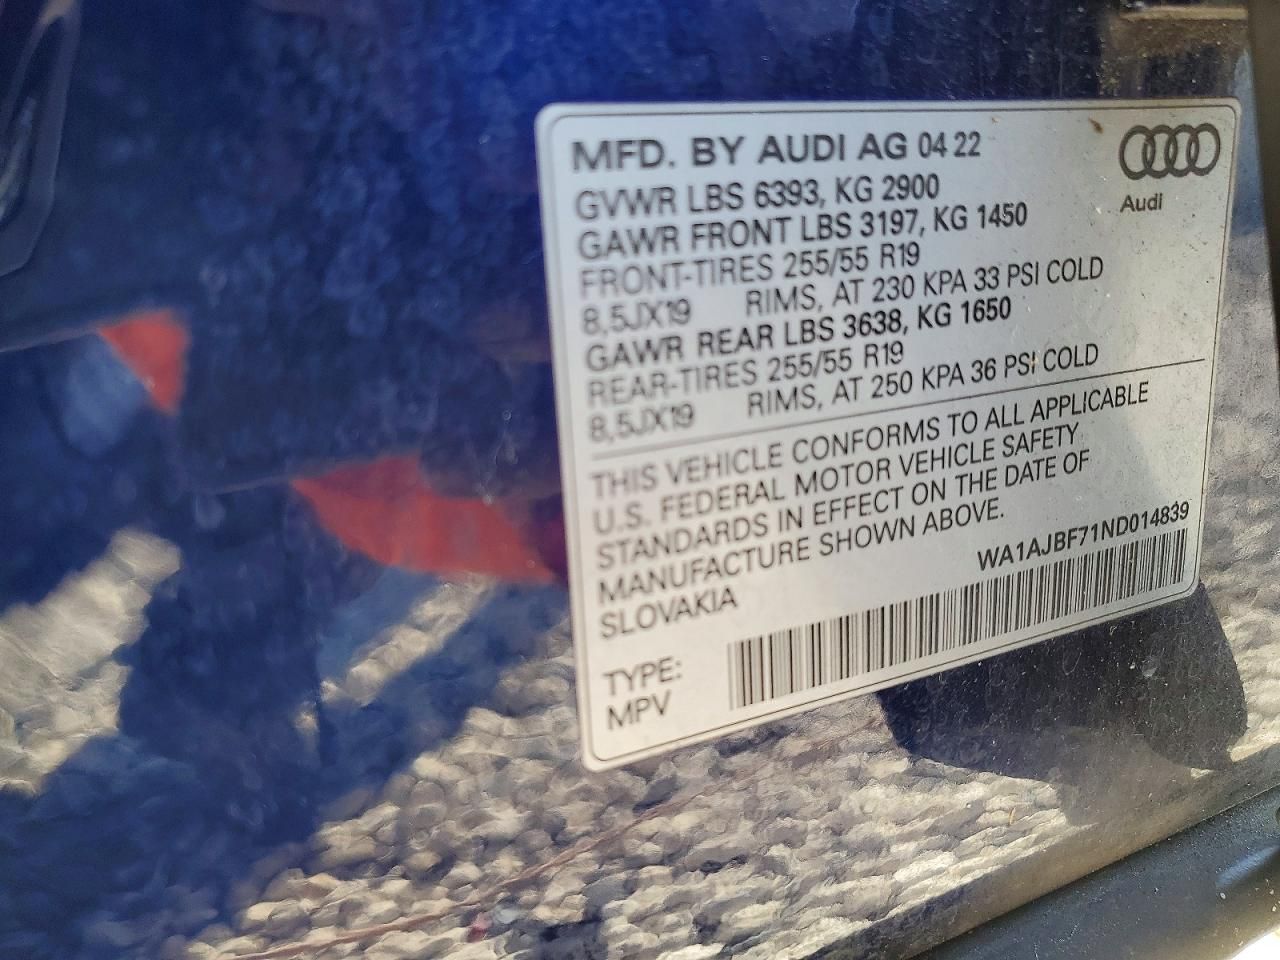 MFD. BY AUDI AG 04 22
Audi
GVWR LBS 6393, KG 2900
GAWR FRONT LBS 3197, KG 1450
FRONT-TIRES 255/55 R19
8,5JX19 RIMS, AT 230 KPA 33 PSI COLD
GAWR REAR LBS 3638, KG 1650
REAR-TIRES 255/55 R19
8,5JX19 RIMS, AT 250 KPA 36 PSI COLD
THIS VEHICLE CONFORMS TO ALL APPLICABLE
U.S. FEDERAL MOTOR VEHICLE SAFETY
STANDARDS IN EFFECT ON THE DATE OF
MANUFACTURE SHOWN ABOVE.
SLOVAKIA
WA1AJBF71ND014839
TYPE:
MPV